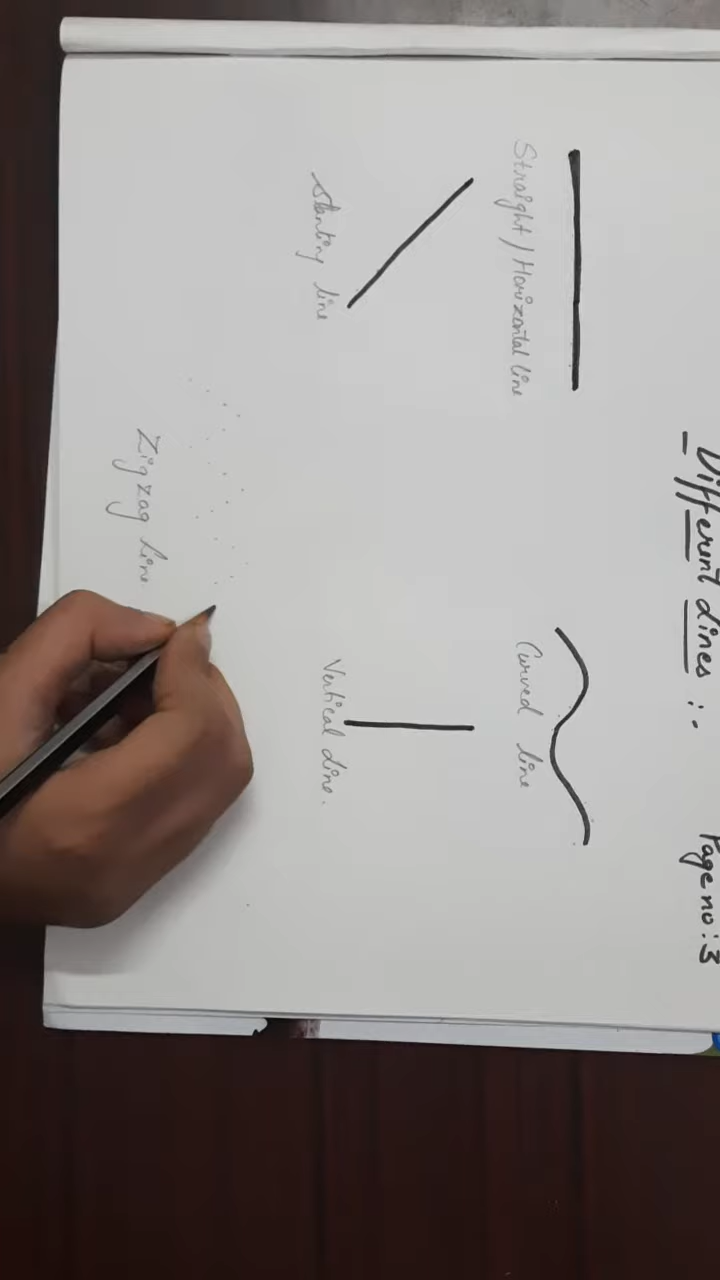 Different Lines :-
Page no : 3
Straight / Horizontal line
Curved line
Slanting line
Vertical Line.
Zigzag line